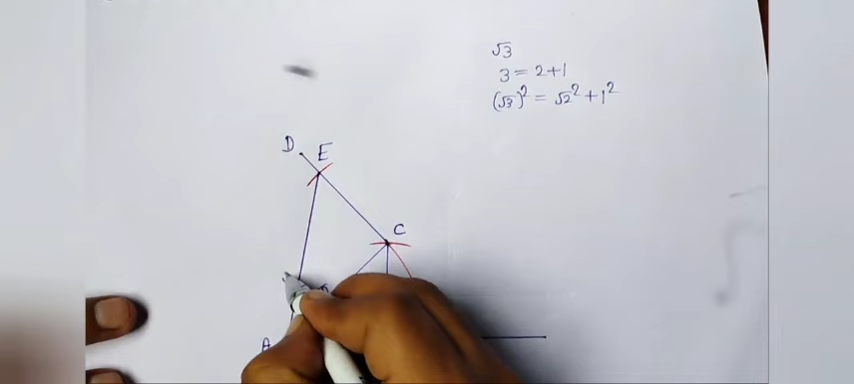 √3
3 = 2+1
(√3)² = √2² + 1²
D E
C
A